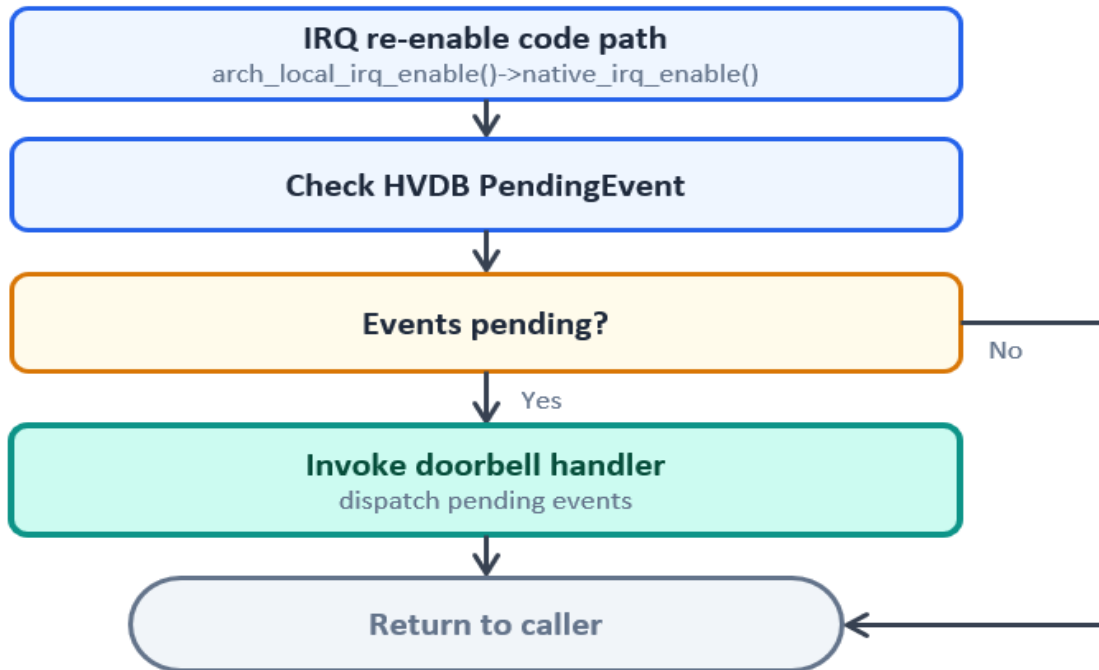 IRQ re-enable code path
arch_local_irq_enable()->native_irq_enable()
Check HVDB PendingEvent
Events pending?
No
Yes
Invoke doorbell handler
dispatch pending events
Return to caller